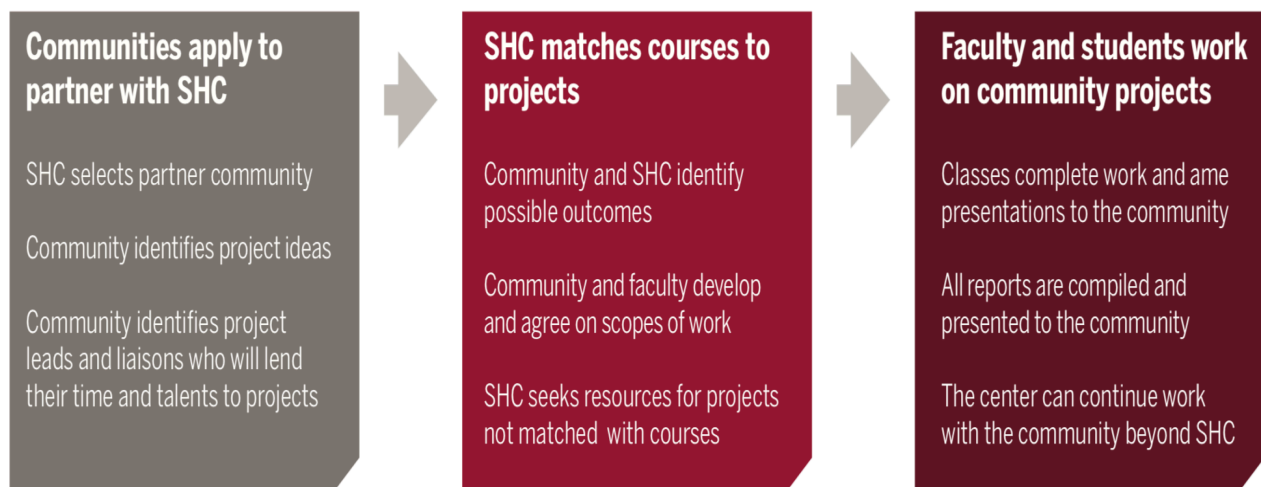 Communities apply to
partner with SHC
SHC selects partner community
Community identifies project ideas
Community identifies project
leads and liaisons who will lend
their time and talents to projects
SHC matches courses to
projects
Community and SHC identify
possible outcomes
Community and faculty develop
and agree on scopes of work
SHC seeks resources for projects
not matched with courses
Faculty and students work
on community projects
Classes complete work and ame
presentations to the community
All reports are compiled and
presented to the community
The center can continue work
with the community beyond SHC